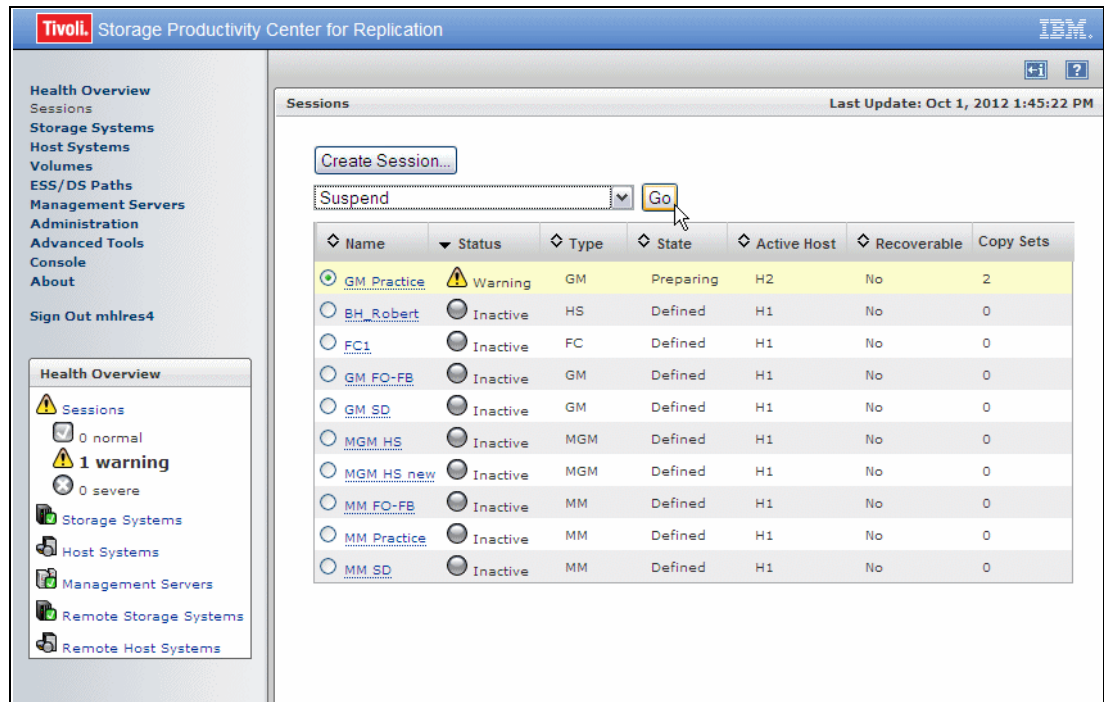 Tivoli. Storage Productivity Center for Replication
IBM.
Health Overview
Sessions
Storage Systems
Host Systems
Volumes
ESS/DS Paths
Management Servers
Administration
Advanced Tools
Console
About
Sign Out mhlres4
Health Overview
Sessions
0 normal
1 warning
0 severe
Storage Systems
Host Systems
Management Servers
Remote Storage Systems
Remote Host Systems
Sessions Last Update: Oct 1, 2012 1:45:22 PM
Create Session...
Suspend Go
Name Status Type State Active Host Recoverable Copy Sets
GM Practice Warning GM Preparing H2 No 2
BH_Robert Inactive HS Defined H1 No 0
FC1 Inactive FC Defined H1 No 0
GM FO-FB Inactive GM Defined H1 No 0
GM SD Inactive GM Defined H1 No 0
MGM HS Inactive MGM Defined H1 No 0
MGM HS new Inactive MGM Defined H1 No 0
MM FO-FB Inactive MM Defined H1 No 0
MM Practice Inactive MM Defined H1 No 0
MM SD Inactive MM Defined H1 No 0